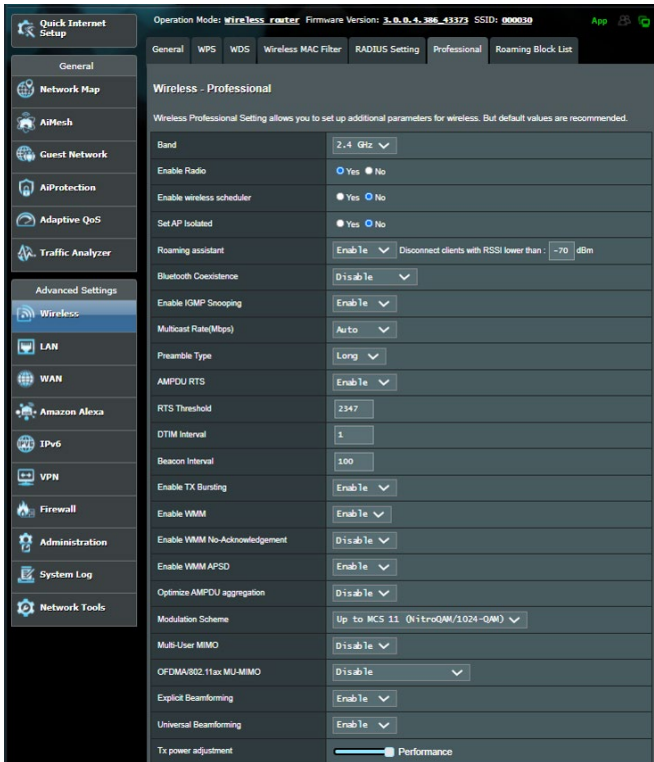 Quick Internet
Setup
Operation Mode: Wireless router Firmware Version: 3.0.0.4.386_43373 SSID: 000030 App
General WPS WDS Wireless MAC Filter RADIUS Setting Professional Roaming Block List
General
Network Map
AiMesh
Guest Network
AiProtection
Adaptive QoS
Traffic Analyzer
Advanced Settings
Wireless
LAN
WAN
Amazon Alexa
IPv6
VPN
Firewall
Administration
System Log
Network Tools
Wireless - Professional
Wireless Professional Setting allows you to set up additional parameters for wireless. But default values are recommended.
Band 2.4 GHz
Enable Radio Yes No
Enable wireless scheduler Yes No
Set AP Isolated Yes No
Roaming assistant Enable Disconnect clients with RSSI lower than : -70 dBm
Bluetooth Coexistence Disable
Enable IGMP Snooping Enable
Multicast Rate(Mbps) Auto
Preamble Type Long
AMPDU RTS Enable
RTS Threshold 2347
DTIM Interval 1
Beacon Interval 100
Enable TX Bursting Enable
Enable WMM Enable
Enable WMM No-Acknowledgement Disable
Enable WMM APSD Enable
Optimize AMPDU aggregation Disable
Modulation Scheme Up to MCS 11 (NitroQAM/1024-QAM)
Multi-User MIMO Disable
OFDMA/802.11ax MU-MIMO Disable
Explicit Beamforming Enable
Universal Beamforming Enable
Tx power adjustment Performance